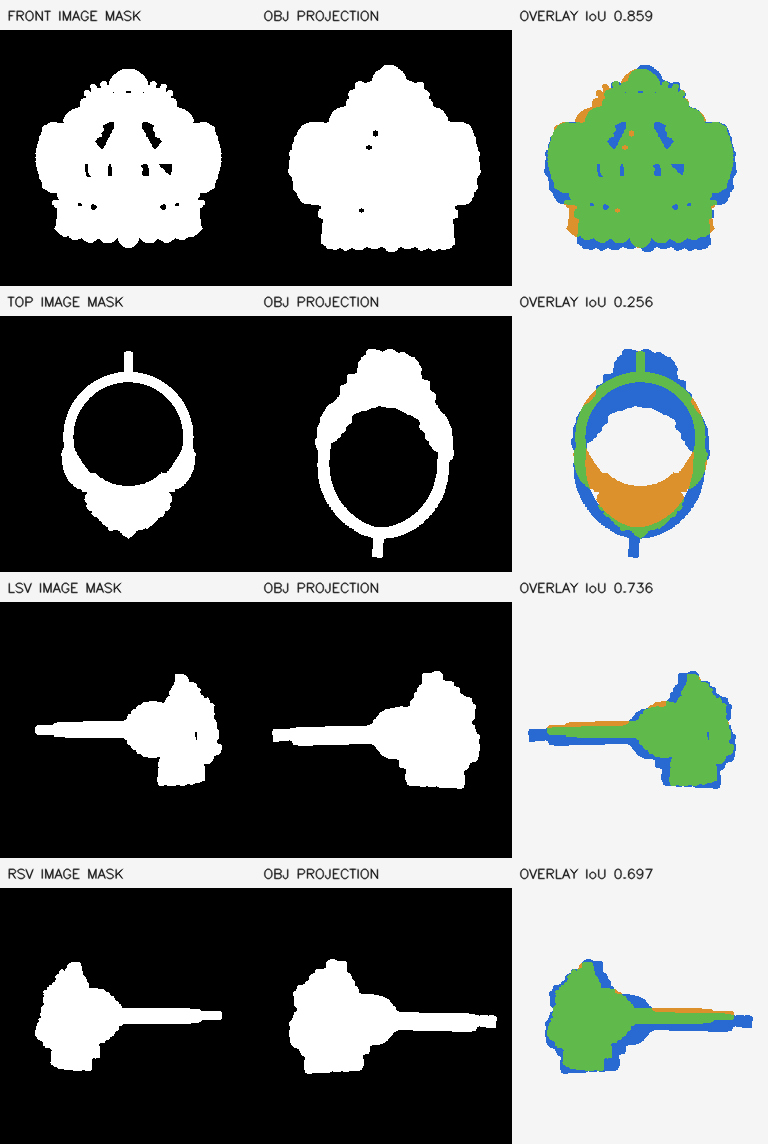 FRONT IMAGE MASK OBJ PROJECTION OVERLAY IoU 0.859
TOP IMAGE MASK OBJ PROJECTION OVERLAY IoU 0.256
LSV IMAGE MASK OBJ PROJECTION OVERLAY IoU 0.736
RSV IMAGE MASK OBJ PROJECTION OVERLAY IoU 0.697